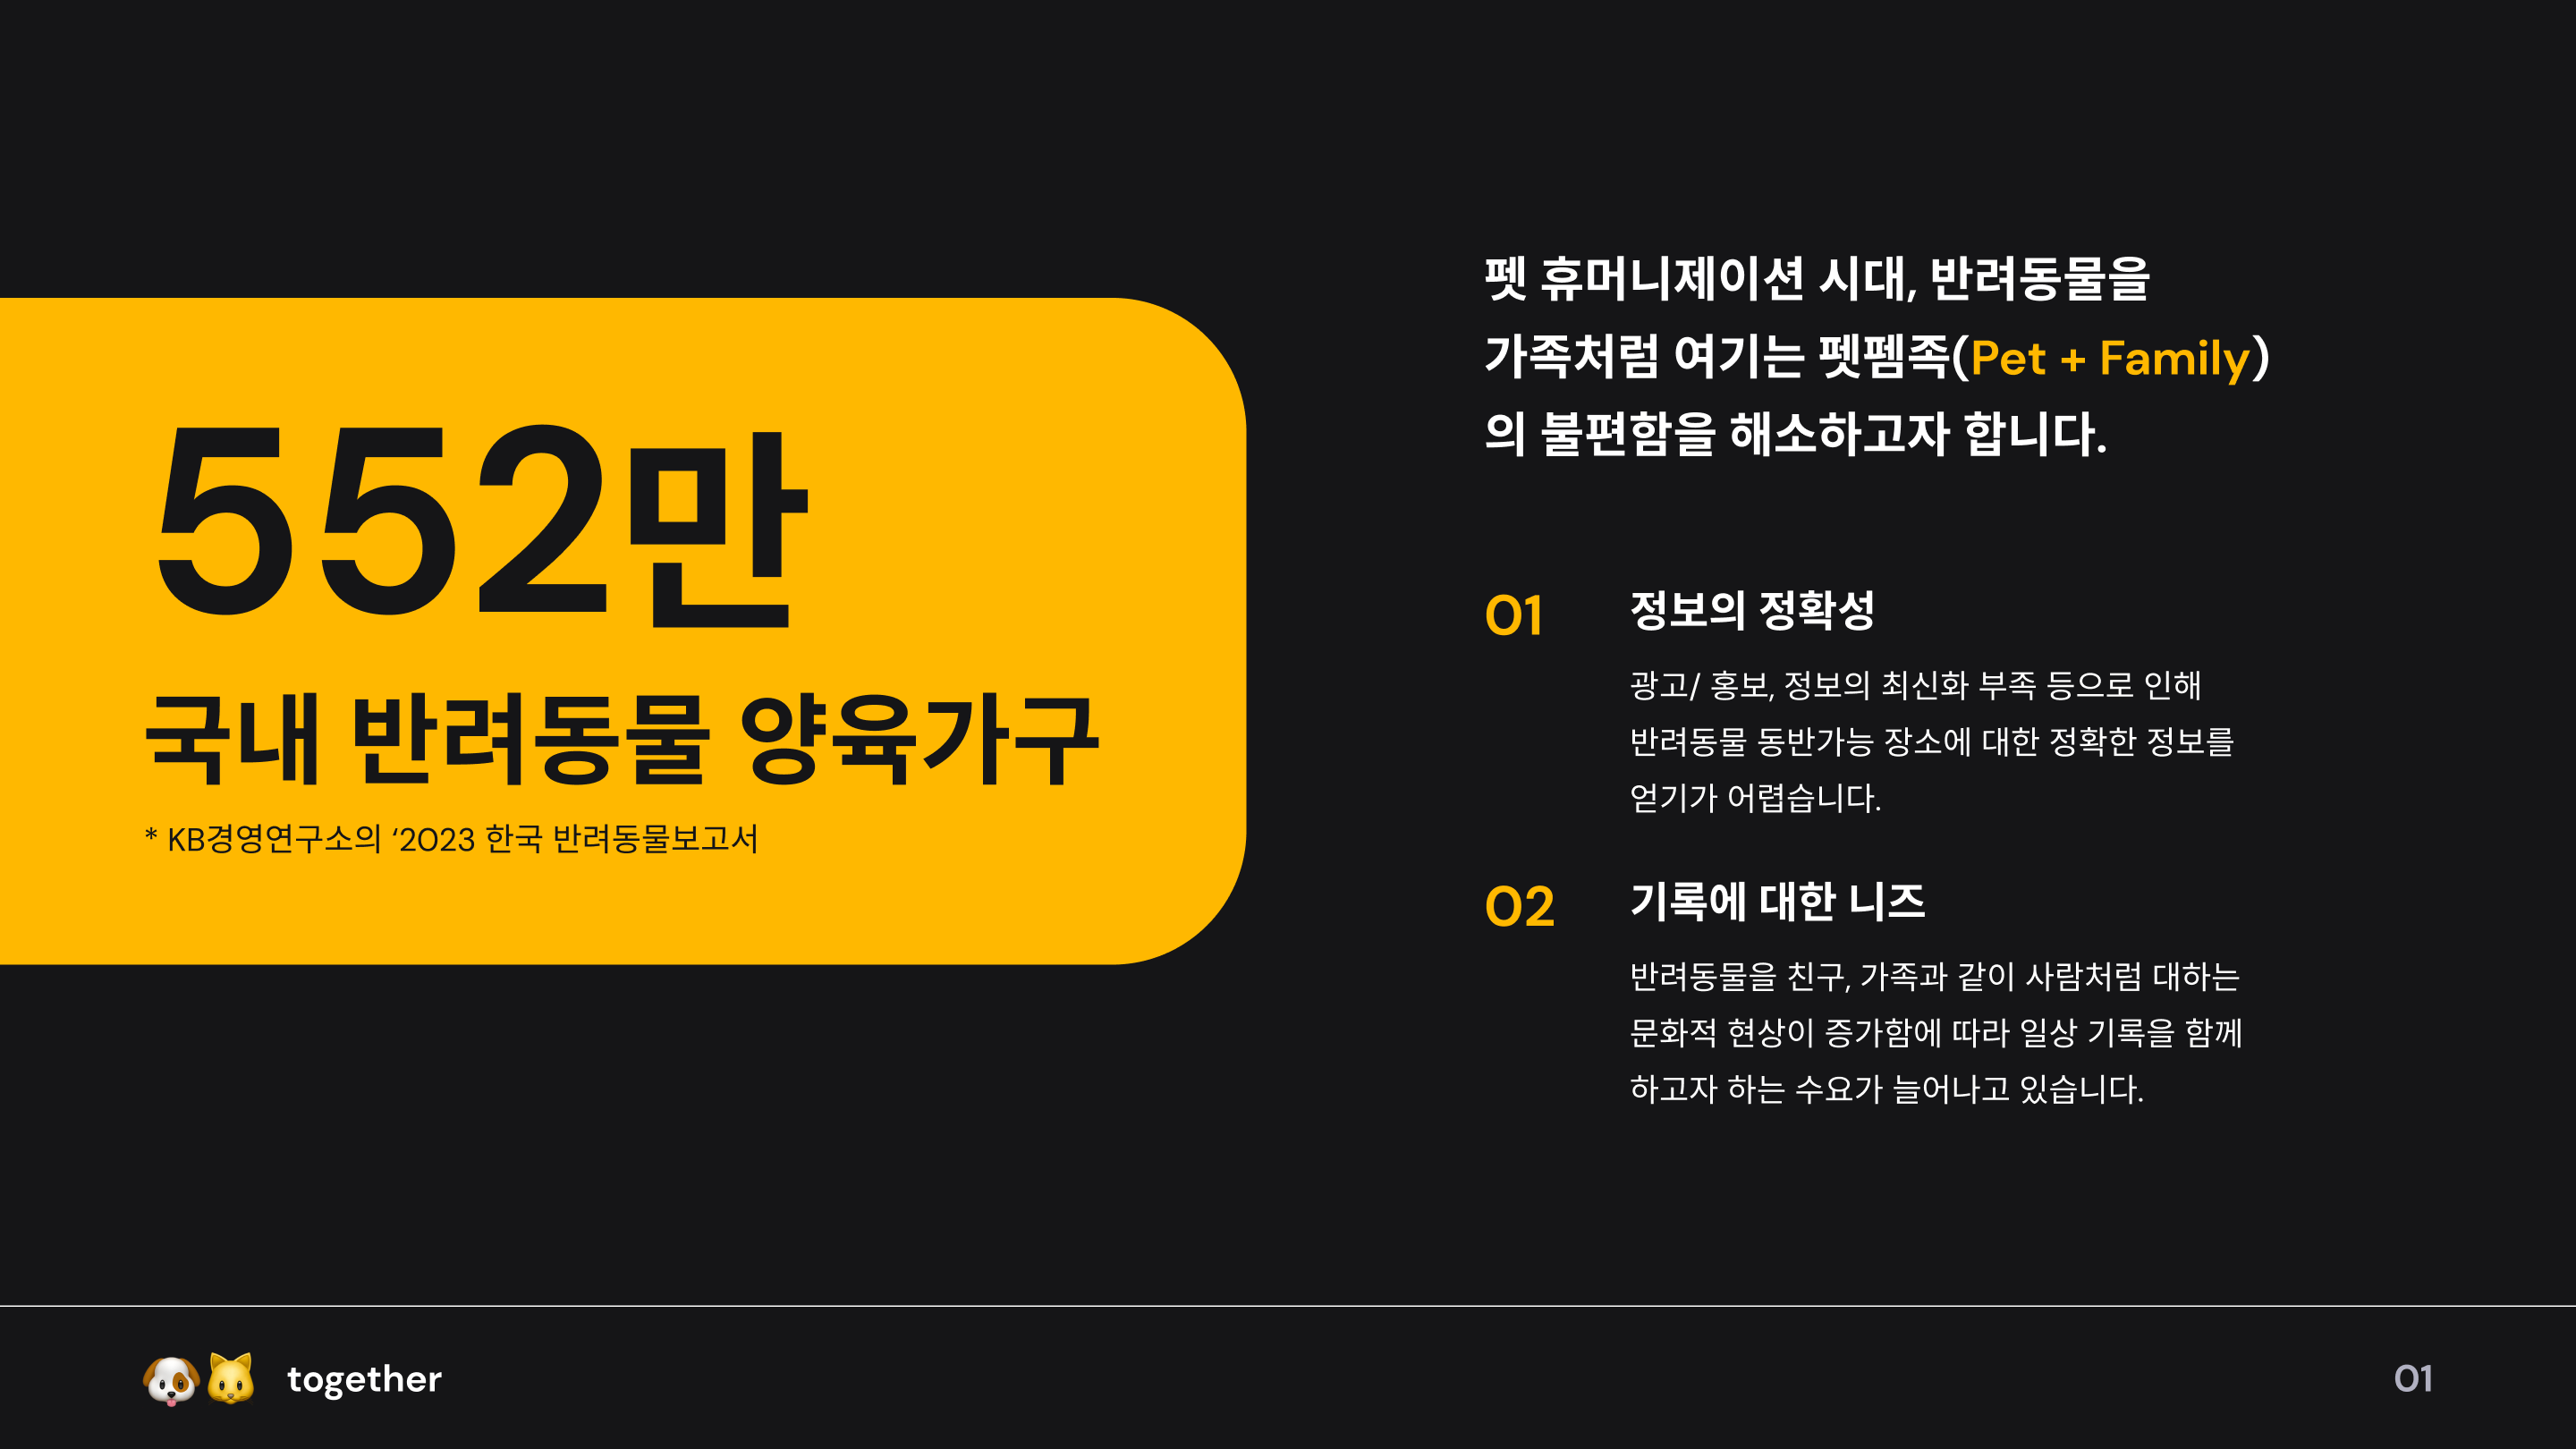 552만
국내 반려동물 양육가구
* KB경영연구소의 ‘2023 한국 반려동물보고서
펫 휴머니제이션 시대, 반려동물을
가족처럼 여기는 펫펨족(Pet + Family)
의 불편함을 해소하고자 합니다.
01 정보의 정확성
광고/ 홍보, 정보의 최신화 부족 등으로 인해
반려동물 동반가능 장소에 대한 정확한 정보를
얻기가 어렵습니다.
02 기록에 대한 니즈
반려동물을 친구, 가족과 같이 사람처럼 대하는
문화적 현상이 증가함에 따라 일상 기록을 함께
하고자 하는 수요가 늘어나고 있습니다.
together
01